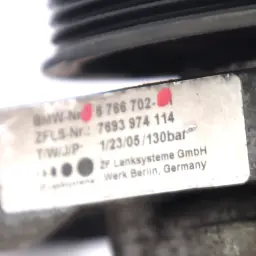 BMW-Nr. 6 766 702-
ZFLS-Nr.: 7693 974 114
T/W/J/P: 1/23/05/130bar
ZF Lenksysteme GmbH
Werk Berlin, Germany